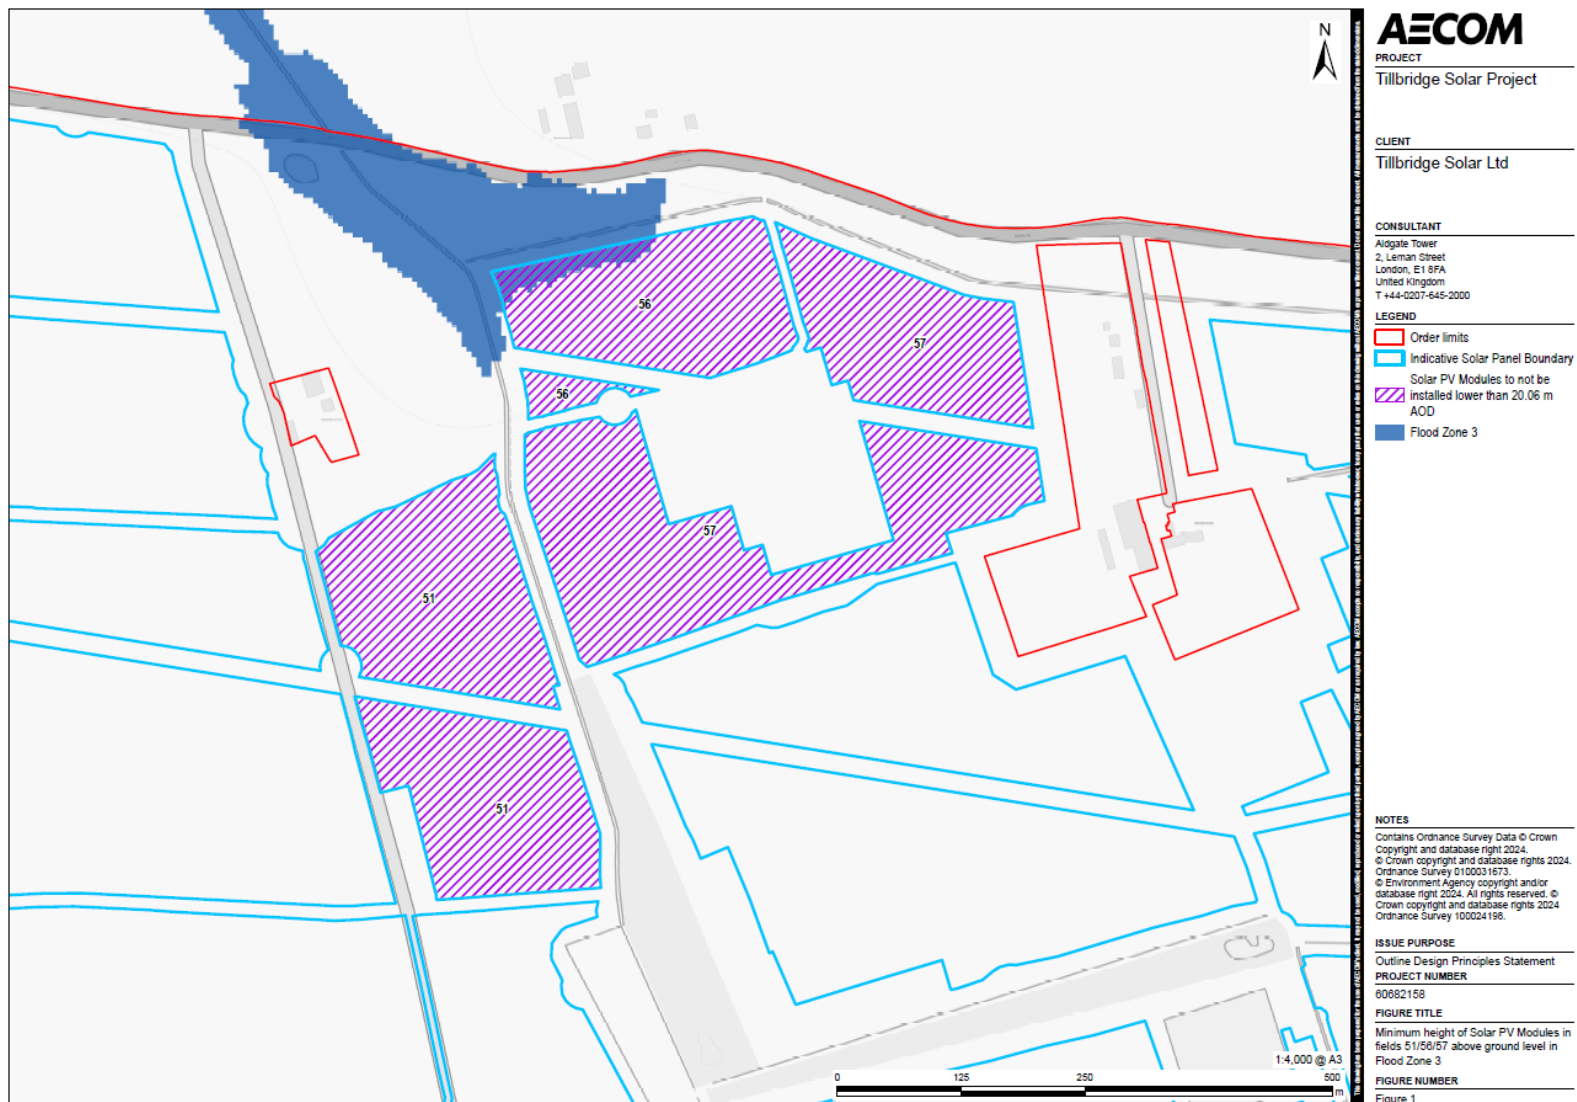 N
56
57
56
57
51
51
1:4,000 @ A3
0 125 250 500
m
AECOM
PROJECT
Tillbridge Solar Project
CLIENT
Tillbridge Solar Ltd
CONSULTANT
Aldgate Tower
2, Leman Street
London, E1 8FA
United Kingdom
T +44-0207-645-2000
LEGEND
Order limits
Indicative Solar Panel Boundary
Solar PV Modules to not be
installed lower than 20.06 m
AOD
Flood Zone 3
NOTES
Contains Ordnance Survey Data © Crown
Copyright and database right 2024.
© Crown copyright and database rights 2024.
Ordnance Survey 0100031673.
© Environment Agency copyright and/or
database right 2024. All rights reserved. ©
Crown copyright and database rights 2024
Ordnance Survey 100024198.
ISSUE PURPOSE
Outline Design Principles Statement
PROJECT NUMBER
60682158
FIGURE TITLE
Minimum height of Solar PV Modules in
fields 51/56/57 above ground level in
Flood Zone 3
FIGURE NUMBER
Figure 1